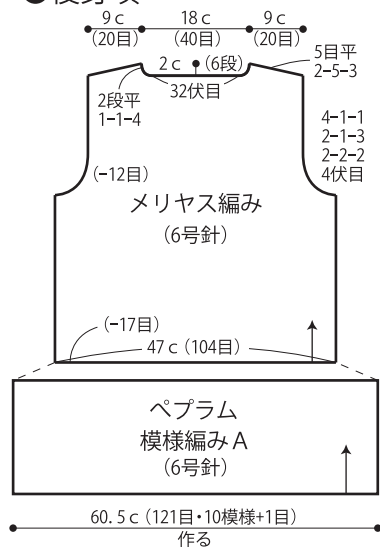 9c 18c 9c
(20目) (40目) (20目)
2c (6段)
32伏目
5目平
2-5-3
2段平
1-1-4
4-1-1
2-1-3
2-2-2
4伏目
(-12目)
メリヤス編み
(6号針)
(-17目)
47c (104目)
ペプラム
模様編みA
(6号針)
60.5c (121目・10模様+1目)
作る